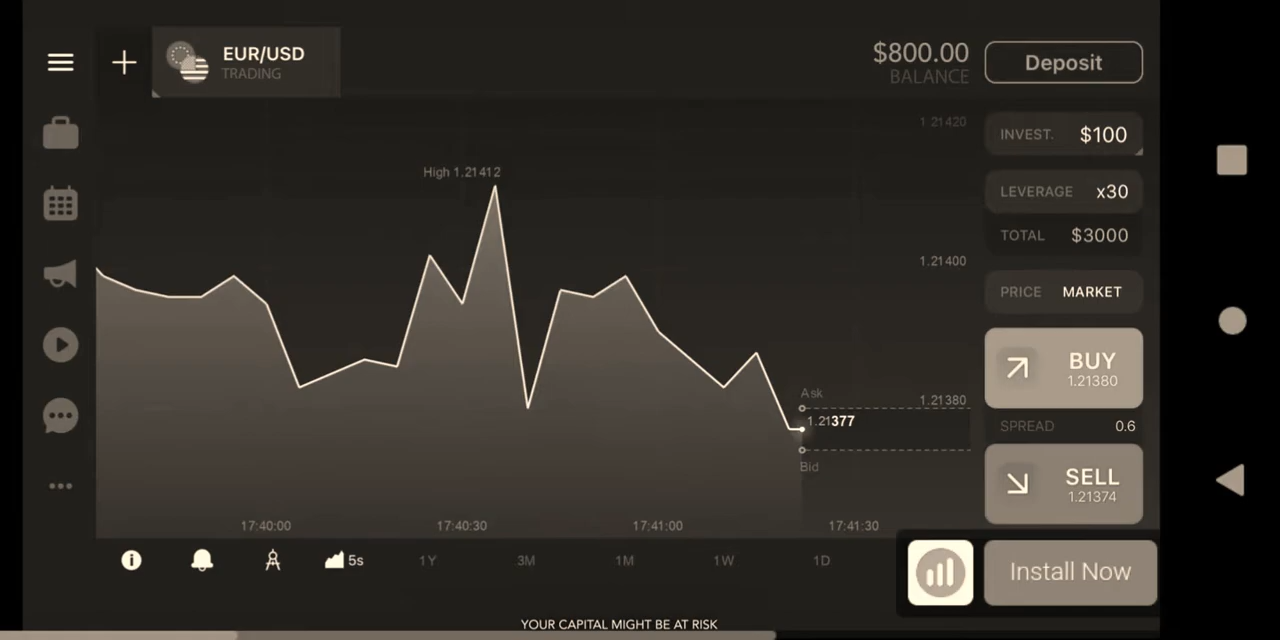 EUR/USD
TRADING
$800.00
BALANCE
Deposit
1.21420
INVEST. $100
High 1.21412
LEVERAGE x30
TOTAL $3000
1.21400
PRICE MARKET
BUY
1.21380
Ask
1.21380
1.21377
SPREAD 0.6
Bid
SELL
1.21374
17:40:00 17:40:30 17:41:00 17:41:30
5s 1Y 3M 1M 1W 1D
Install Now
YOUR CAPITAL MIGHT BE AT RISK